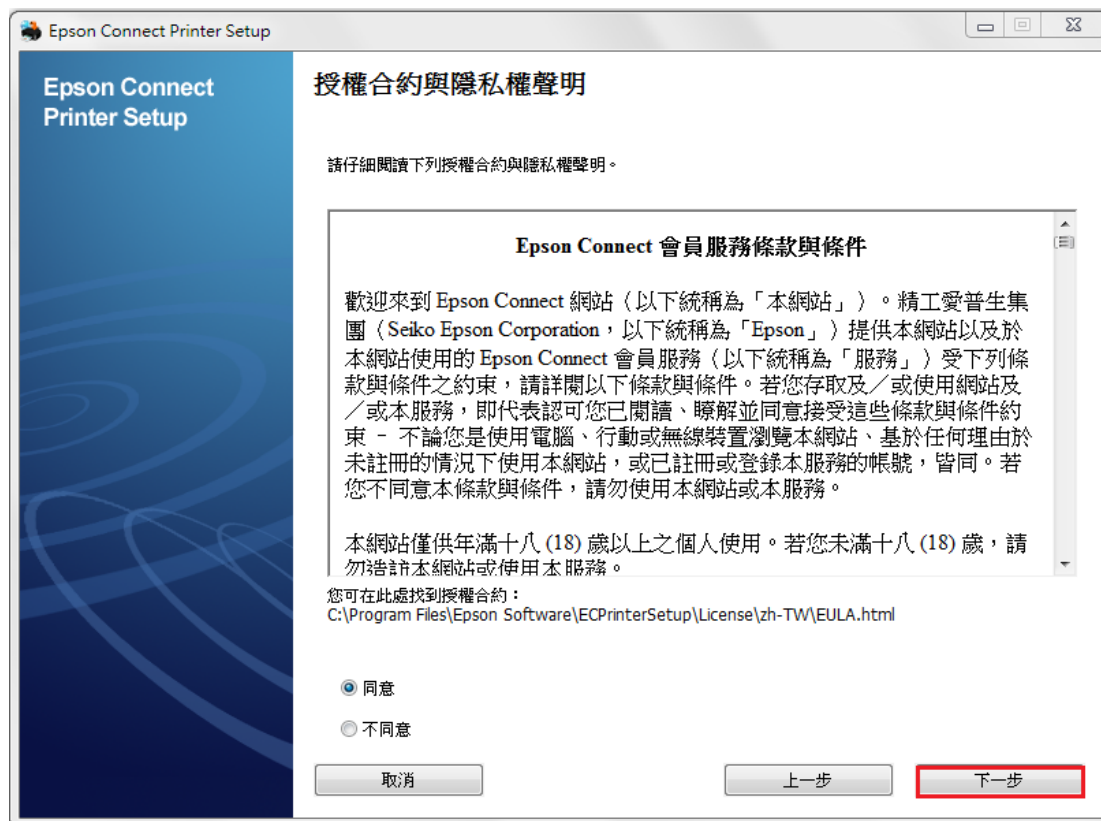 Epson Connect Printer Setup
Epson Connect
Printer Setup
授權合約與隱私權聲明
請仔細閱讀下列授權合約與隱私權聲明。
Epson Connect 會員服務條款與條件
歡迎來到 Epson Connect 網站（以下統稱為「本網站」）。精工愛普生集
團（Seiko Epson Corporation，以下統稱為「Epson」）提供本網站以及於
本網站使用的 Epson Connect 會員服務（以下統稱為「服務」）受下列條
款與條件之約束，請詳閱以下條款與條件。若您存取及／或使用網站及
／或本服務，即代表認可您已閱讀、瞭解並同意接受這些條款與條件約
束 - 不論您是使用電腦、行動或無線裝置瀏覽本網站、基於任何理由於
未註冊的情況下使用本網站，或已註冊或登錄本服務的帳號，皆同。若
您不同意本條款與條件，請勿使用本網站或本服務。
本網站僅供年滿十八 (18) 歲以上之個人使用。若您未滿十八 (18) 歲，請
勿造訪本網站或使用本服務。
您可在此處找到授權合約：
C:\Program Files\Epson Software\ECPrinterSetup\License\zh-TW\EULA.html
同意
不同意
取消
上一步
下一步